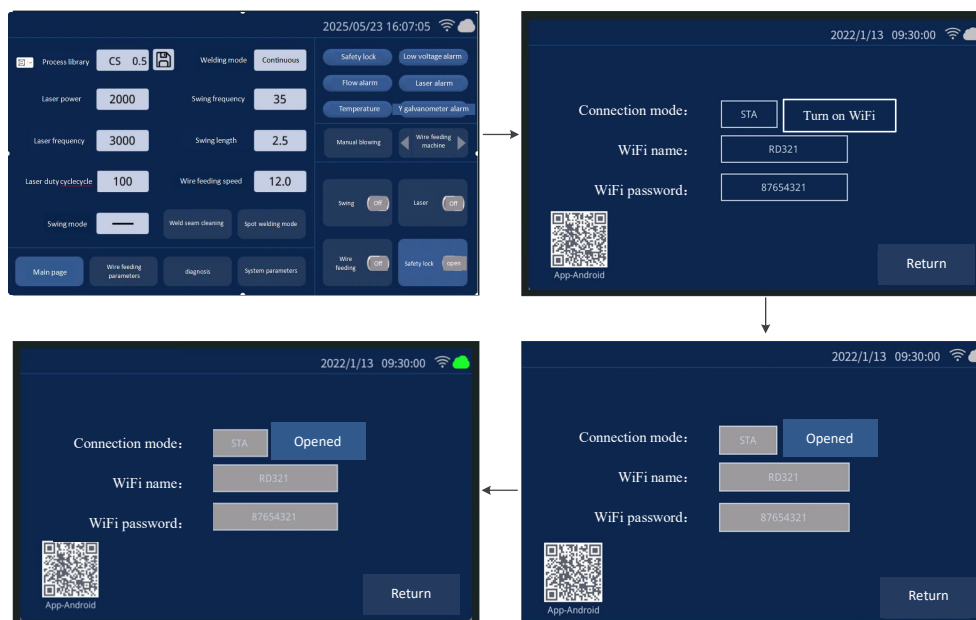 2025/05/23 16:07:05
Process library
CS 0.5
Welding mode
Continuous
Laser power
2000
Swing frequency
35
Laser frequency
3000
Swing length
2.5
Laser duty cyclecycle
100
Wire feeding speed
12.0
Swing mode
Weld seam cleaning
Spot welding mode
Main page
Wire feeding
parameters
diagnosis
System parameters
Safety lock
Low voltage alarm
Flow alarm
Laser alarm
Temperature
Y galvanometer alarm
Manual blowing
Wire feeding
machine
Swing
Off
Laser
Off
Wire
feeding
Off
Safety lock
open
2022/1/13 09:30:00
Connection mode:
STA
Turn on WiFi
WiFi name:
RD321
WiFi password:
87654321
App-Android
Return
2022/1/13 09:30:00
Connection mode:
STA
Opened
WiFi name:
RD321
WiFi password:
87654321
App-Android
Return
2022/1/13 09:30:00
Connection mode:
STA
Opened
WiFi name:
RD321
WiFi password:
87654321
App-Android
Return